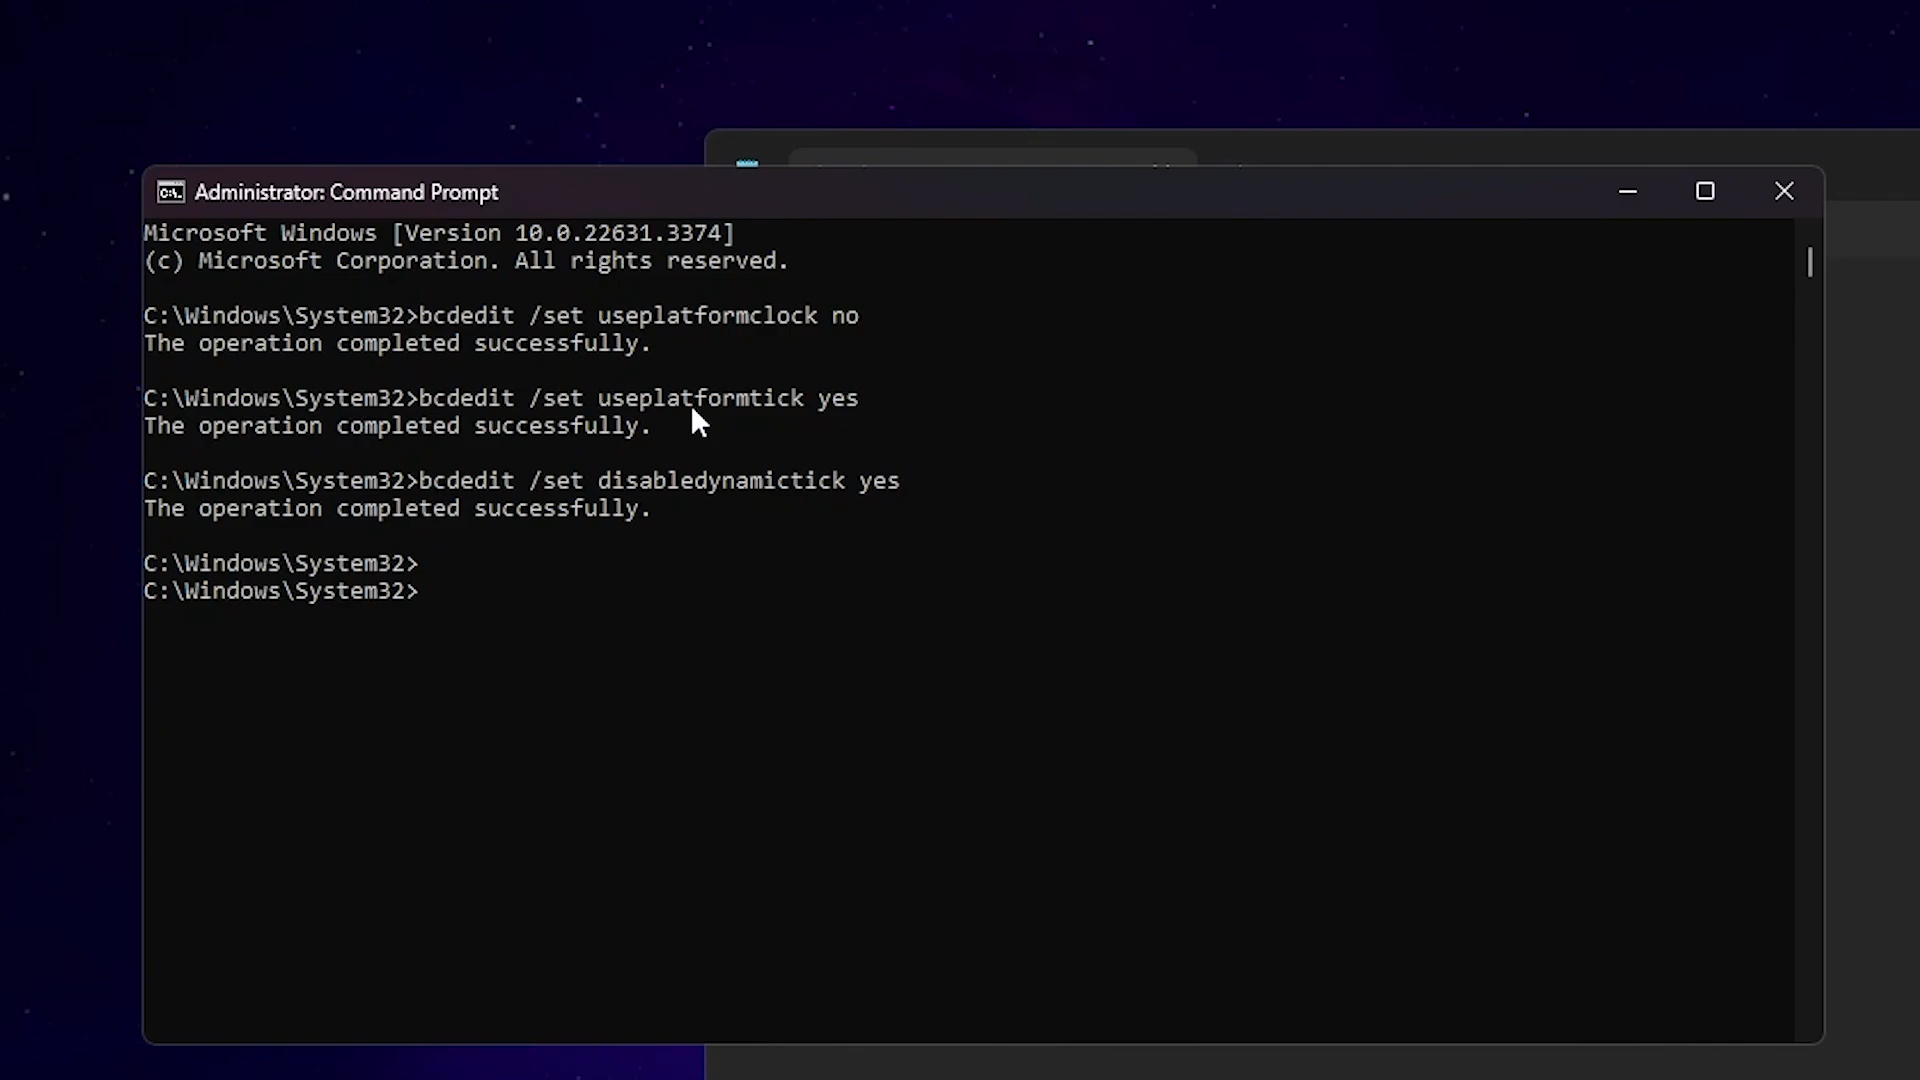 Administrator: Command Prompt
Microsoft Windows [Version 10.0.22631.3374]
(c) Microsoft Corporation. All rights reserved.
C:\Windows\System32>bcdedit /set useplatformclock no
The operation completed successfully.
C:\Windows\System32>bcdedit /set useplatformtick yes
The operation completed successfully.
C:\Windows\System32>bcdedit /set disabledynamictick yes
The operation completed successfully.
C:\Windows\System32>
C:\Windows\System32>